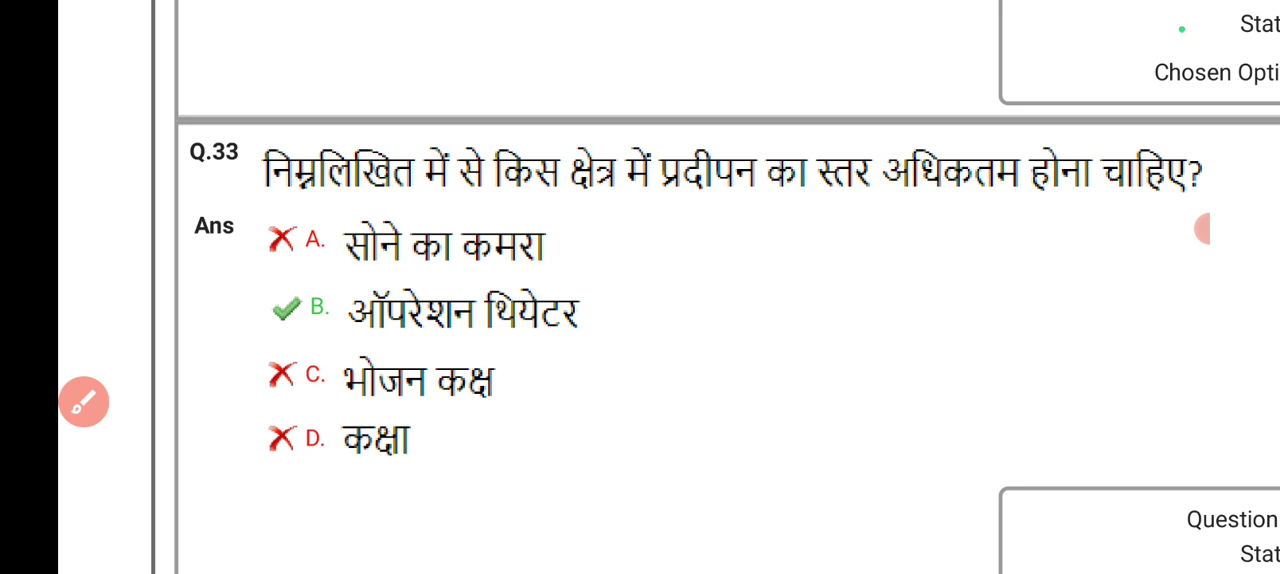 Stat
Chosen Opti
Q.33 निम्नलिखित में से किस क्षेत्र में प्रदीपन का स्तर अधिकतम होना चाहिए?
Ans A. सोने का कमरा
B. ऑपरेशन थियेटर
C. भोजन कक्ष
D. कक्षा
Question
Stat